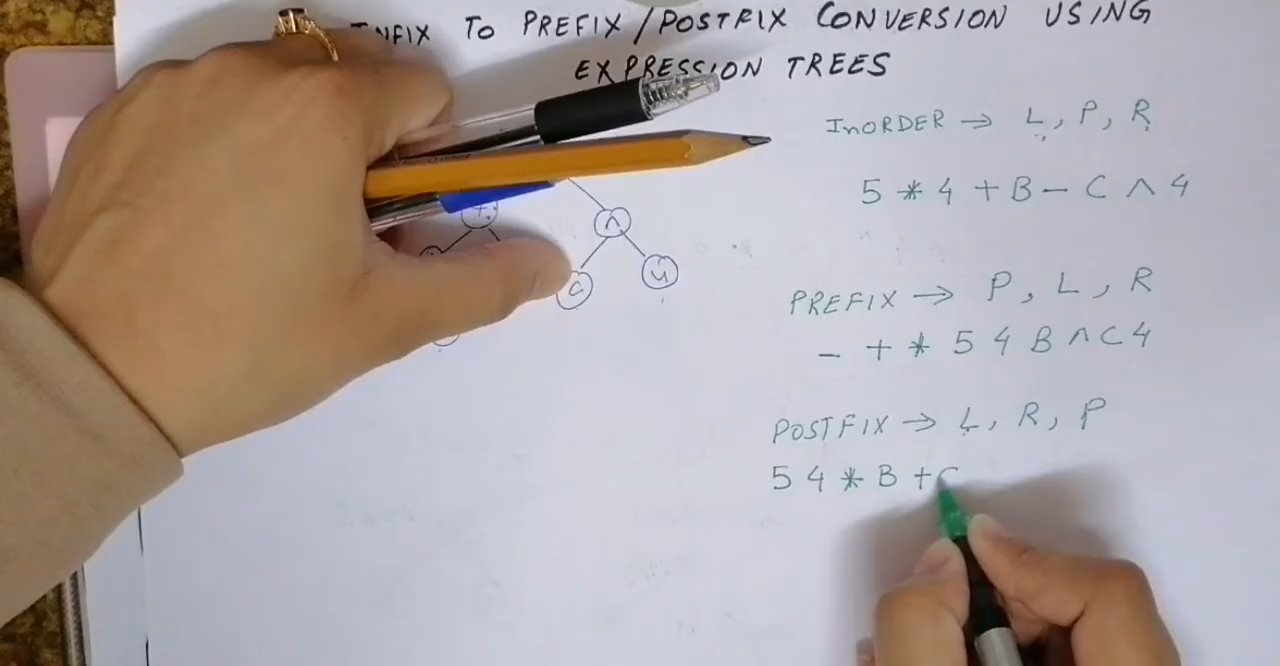 INFIX TO PREFIX/POSTFIX CONVERSION USING
EXPRESSION TREES
INORDER → L, P, R
5 * 4 + B - C ^ 4
PREFIX → P, L, R
- + * 5 4 B ^ C 4
POSTFIX → L, R, P
5 4 * B + C
+
^
C
4